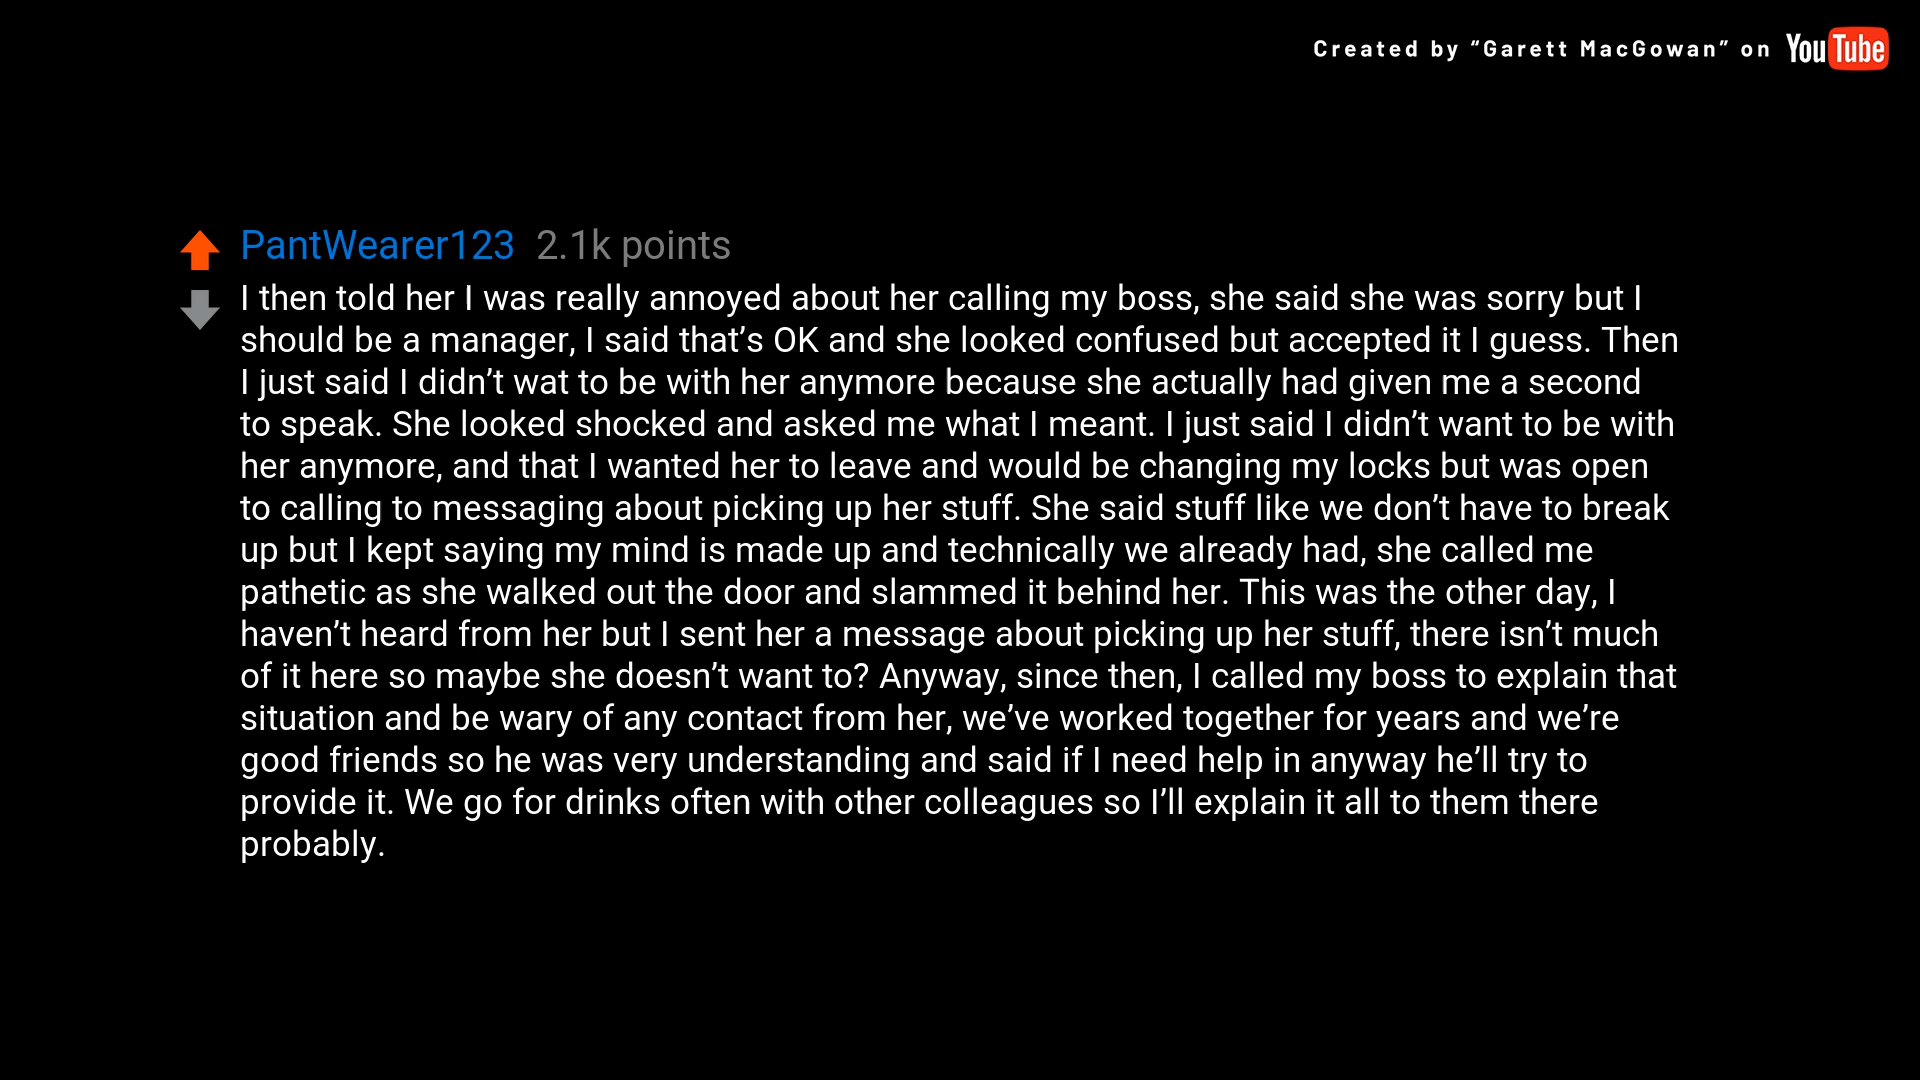 Created by “Garett MacGowan” on YouTube
PantWearer123 2.1k points
I then told her I was really annoyed about her calling my boss, she said she was sorry but I
should be a manager, I said that’s OK and she looked confused but accepted it I guess. Then
I just said I didn’t wat to be with her anymore because she actually had given me a second
to speak. She looked shocked and asked me what I meant. I just said I didn’t want to be with
her anymore, and that I wanted her to leave and would be changing my locks but was open
to calling to messaging about picking up her stuff. She said stuff like we don’t have to break
up but I kept saying my mind is made up and technically we already had, she called me
pathetic as she walked out the door and slammed it behind her. This was the other day, I
haven’t heard from her but I sent her a message about picking up her stuff, there isn’t much
of it here so maybe she doesn’t want to? Anyway, since then, I called my boss to explain that
situation and be wary of any contact from her, we’ve worked together for years and we’re
good friends so he was very understanding and said if I need help in anyway he’ll try to
provide it. We go for drinks often with other colleagues so I’ll explain it all to them there
probably.